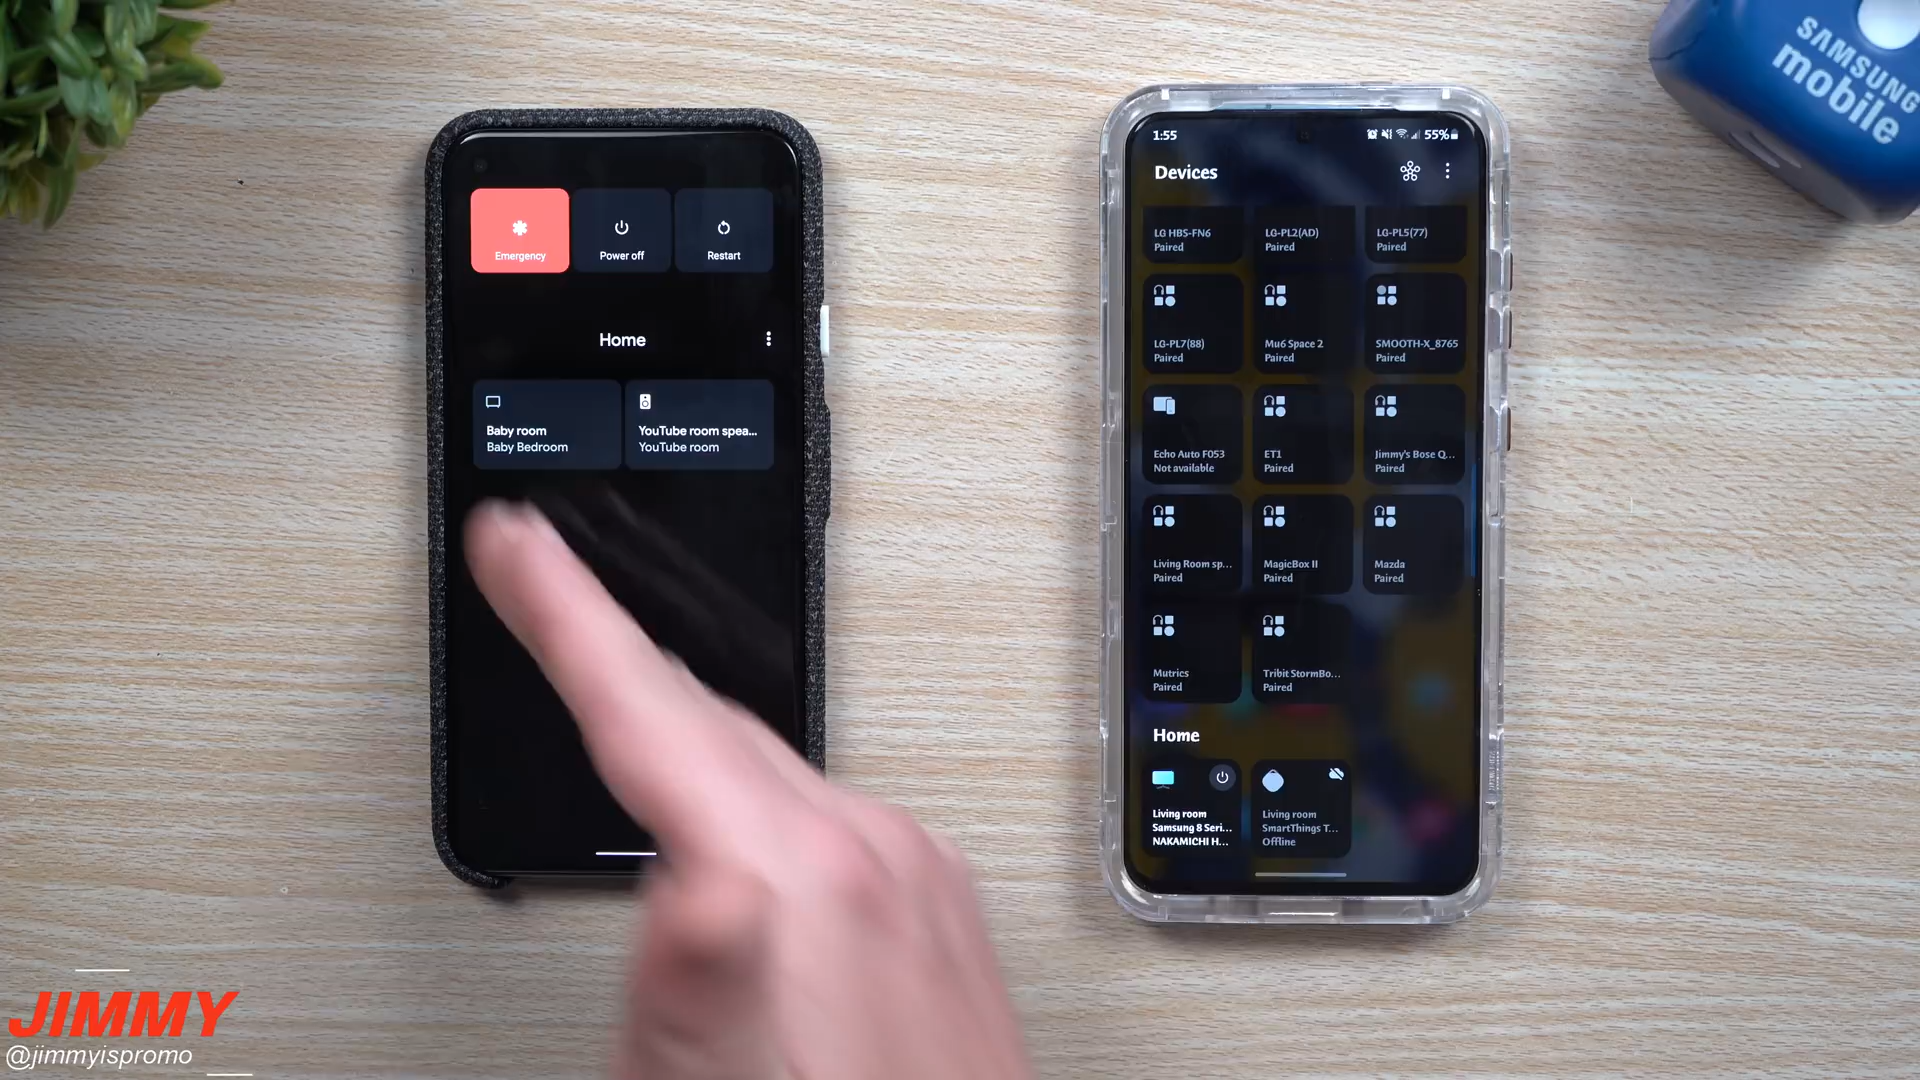 SAMSUNG
mobile
Emergency
Power off
Restart
Home
Baby room
Baby Bedroom
YouTube room spea...
YouTube room
1:55
55%
Devices
LG HBS-FN6
Paired
LG-PL2(AD)
Paired
LG-PL5(77)
Paired
LG-PL7(88)
Paired
Mu6 Space 2
Paired
SMOOTH-X_8765
Paired
Echo Auto F053
Not available
ET1
Paired
Jimmy's Bose Q...
Paired
Living Room sp...
Paired
MagicBox II
Paired
Mazda
Paired
Mutrics
Paired
Tribit StormBo...
Paired
Home
Living room
Samsung 8 Seri...
NAKAMICHI H...
Living room
SmartThings T...
Offline
JIMMY
@jimmyispromo